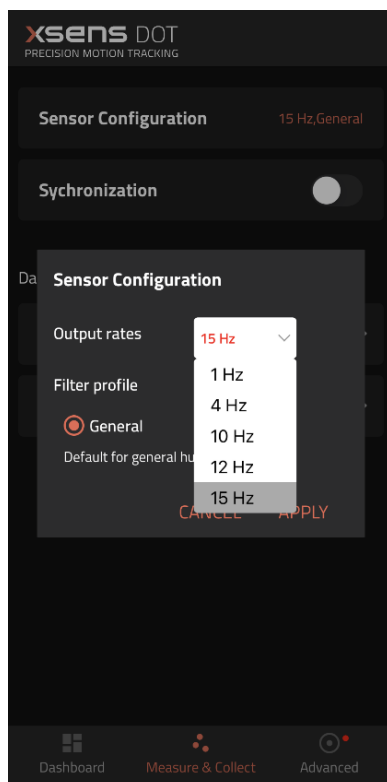 xsens DOT
PRECISION MOTION TRACKING
Sensor Configuration 15 Hz,General
Sychronization
Da
Sensor Configuration
Output rates 15 Hz
1 Hz
Filter profile
4 Hz
General
10 Hz
Default for general hu
12 Hz
15 Hz
CANCEL APPLY
Dashboard Measure & Collect Advanced